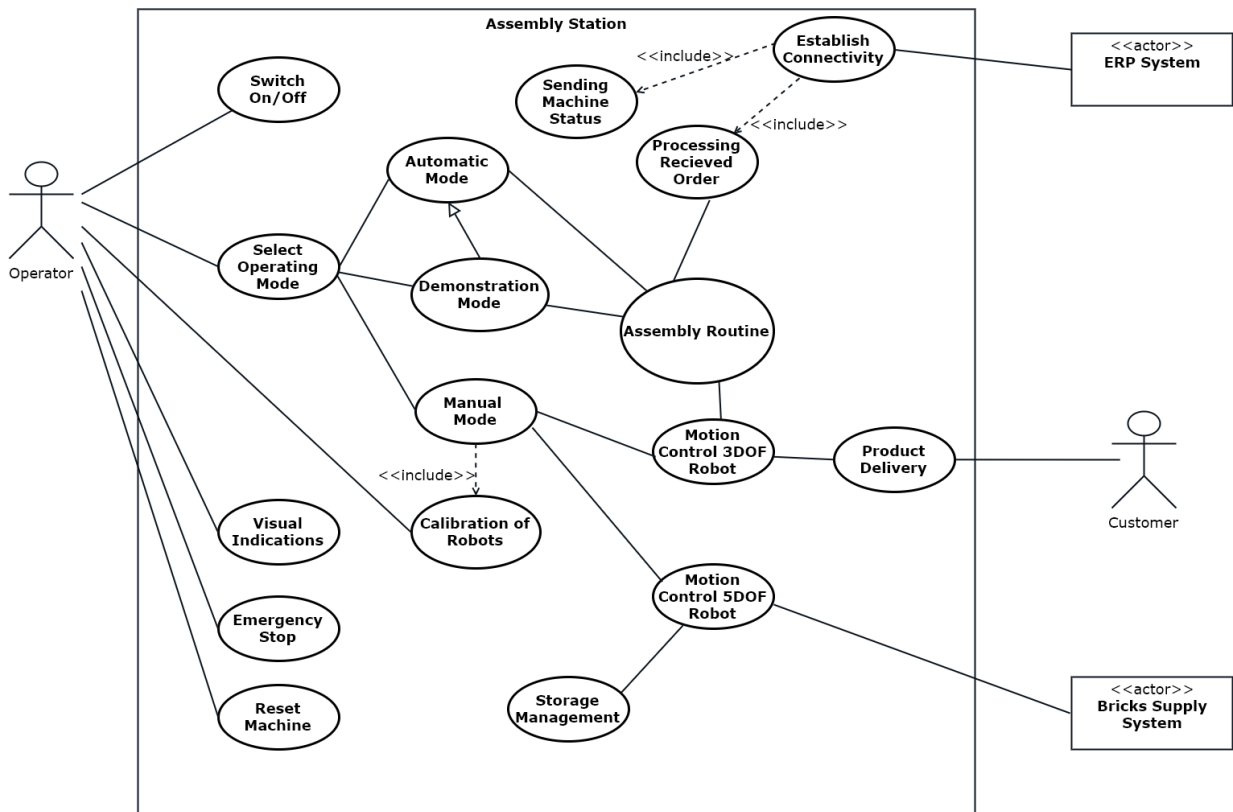 Assembly Station
Establish
Connectivity
<<include>>
<<actor>>
ERP System
Switch
On/Off
Sending
Machine
Status
<<include>>
Automatic
Mode
Processing
Recieved
Order
Operator
Select
Operating
Mode
Demonstration
Mode
Assembly Routine
Manual
Mode
Motion
Control 3DOF
Robot
Product
Delivery
<<include>>
Customer
Visual
Indications
Calibration of
Robots
Motion
Control 5DOF
Robot
Emergency
Stop
Storage
Management
Reset
Machine
<<actor>>
Bricks Supply
System